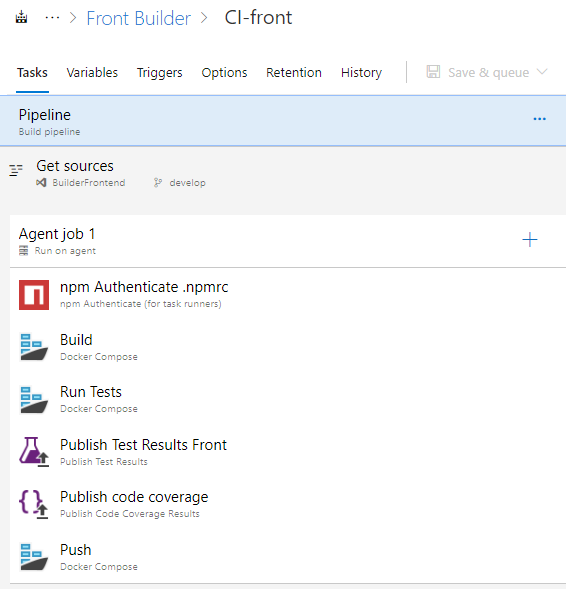 ··· > Front Builder > CI-front
Tasks Variables Triggers Options Retention History Save & queue
Pipeline
Build pipeline
···
Get sources
BuilderFrontend develop
Agent job 1
Run on agent
npm Authenticate .npmrc
npm Authenticate (for task runners)
Build
Docker Compose
Run Tests
Docker Compose
Publish Test Results Front
Publish Test Results
Publish code coverage
Publish Code Coverage Results
Push
Docker Compose